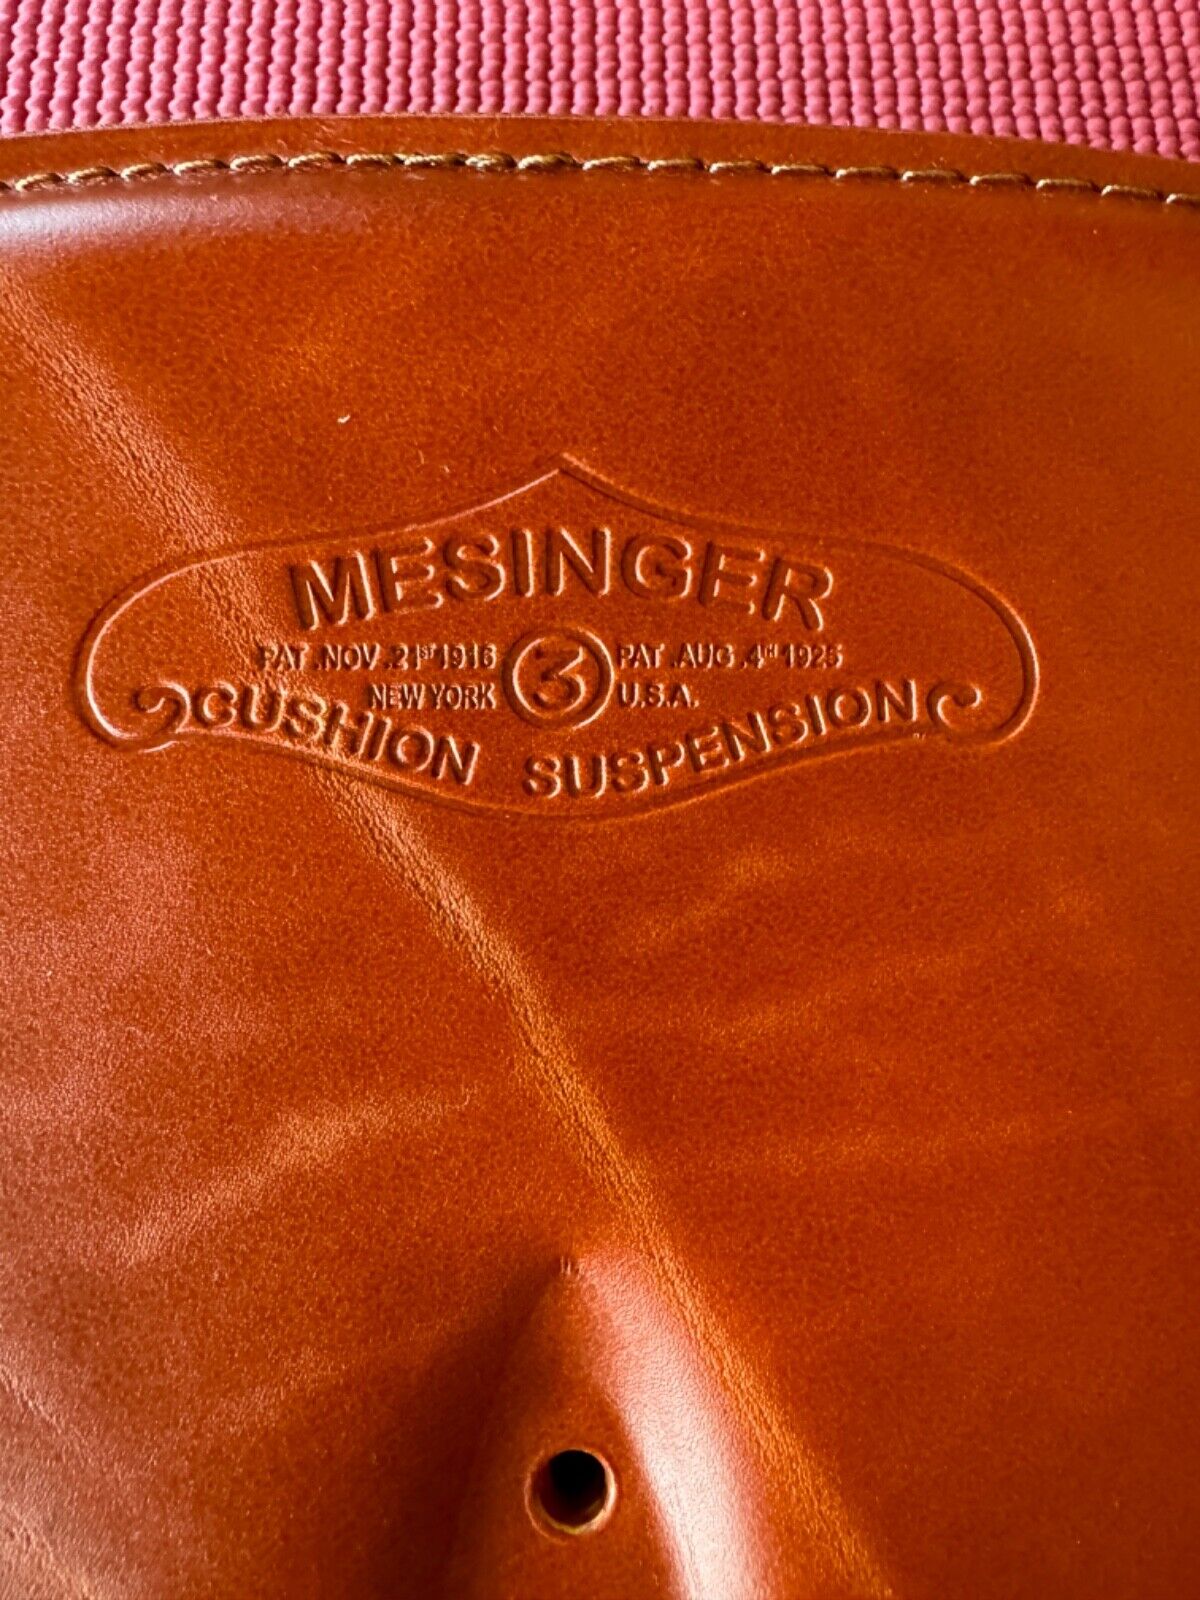 MESINGER
PAT .NOV .21ST 1916 3 PAT .AUG .4TH 1925
NEW YORK U.S.A.
CUSHION SUSPENSION